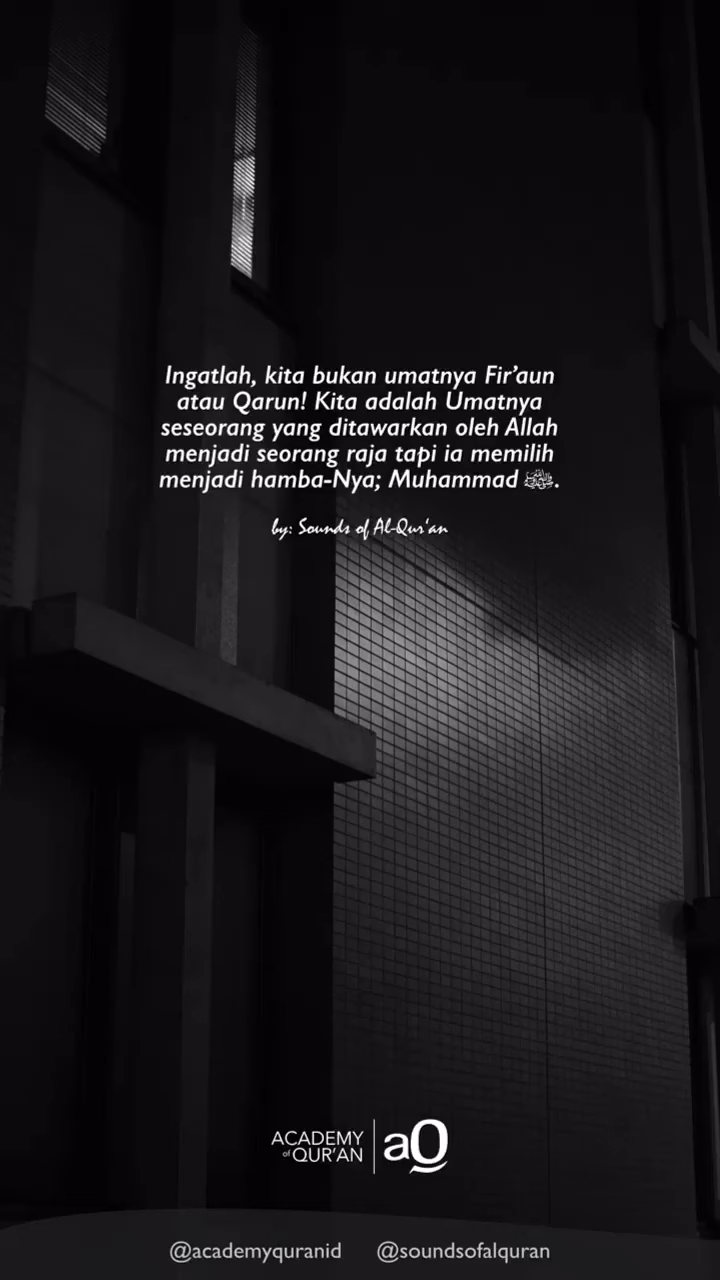 Ingatlah, kita bukan umatnya Fir’aun
atau Qarun! Kita adalah Umatnya
seseorang yang ditawarkan oleh Allah
menjadi seorang raja tapi ia memilih
menjadi hamba-Nya; Muhammad ﷺ.
by: Sounds of Al-Qur‘an
ACADEMY
of QUR’AN
aQ
@academyquranid @soundsofalquran